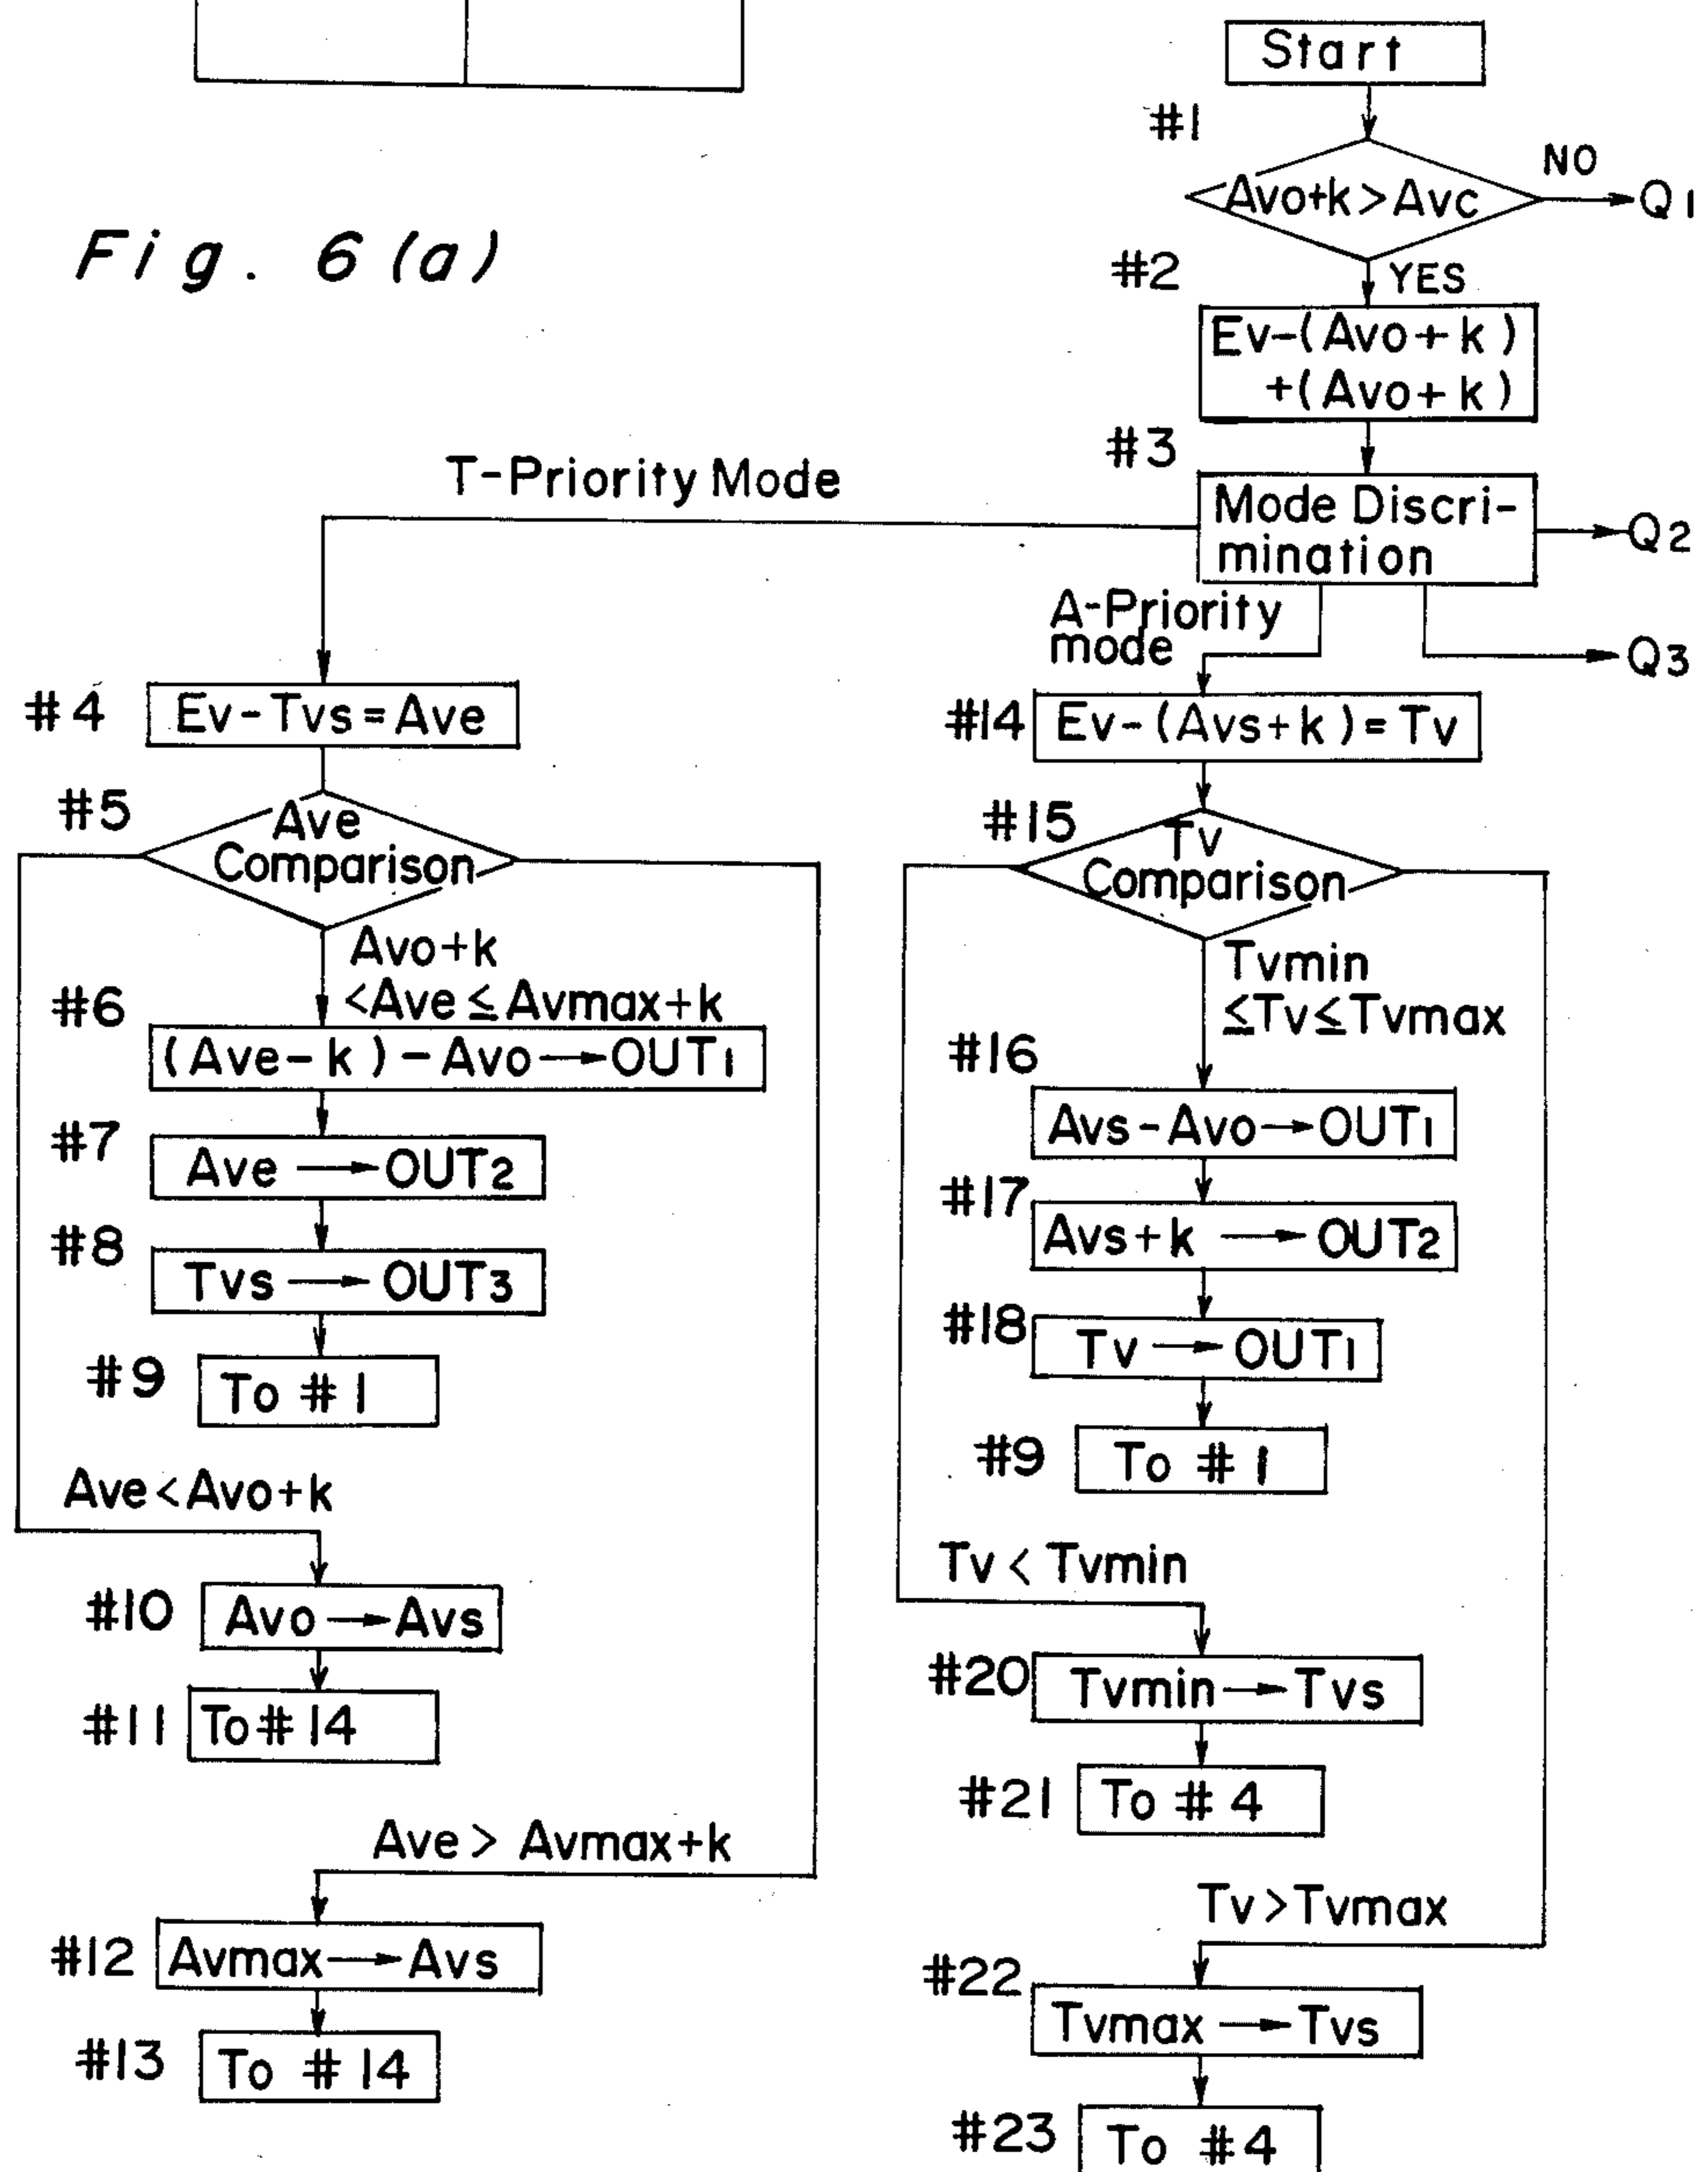 Fig. 6(a)
Start
#1
Avo+k>Avc
NO
Q1
YES
#2
Ev-(Avo+k)
+(Avo+k)
#3
Mode Discri-
mination
Q2
Q3
T-Priority Mode
A-Priority
mode
#4
Ev-Tvs=Ave
#5
Ave
Comparison
Avo+k
<Ave≤Avmax+k
#6
(Ave-k)-Avo→OUT1
#7
Ave→OUT2
#8
Tvs→OUT3
#9
To #1
Ave<Avo+k
#10
Avo→Avs
#11
To #14
Ave>Avmax+k
#12
Avmax→Avs
#13
To #14
#14
Ev-(Avs+k)=Tv
#15
Tv
Comparison
Tvmin
≤Tv≤Tvmax
#16
Avs-Avo→OUT1
#17
Avs+k→OUT2
#18
Tv→OUT1
#9
To #1
Tv<Tvmin
#20
Tvmin→Tvs
#21
To #4
Tv>Tvmax
#22
Tvmax→Tvs
#23
To #4